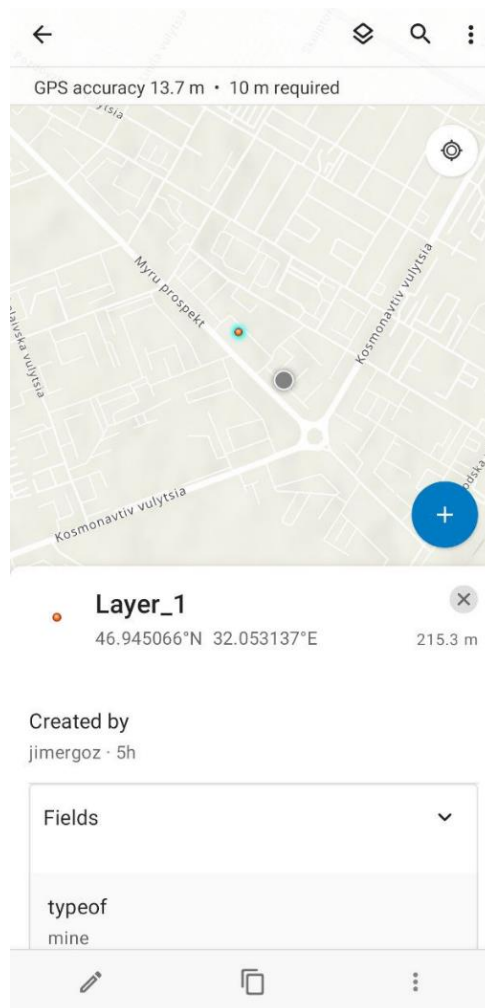 GPS accuracy 13.7 m • 10 m required
Myru prospekt
Kosmonavtiv vulytsia
Kosmonavtiv vulytsia
Layer_1
46.945066°N 32.053137°E
215.3 m
Created by
jimergoz · 5h
Fields
typeof
mine